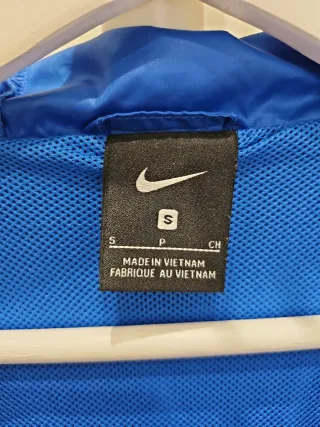 S
S P CH
MADE IN VIETNAM
FABRIQUE AU VIETNAM